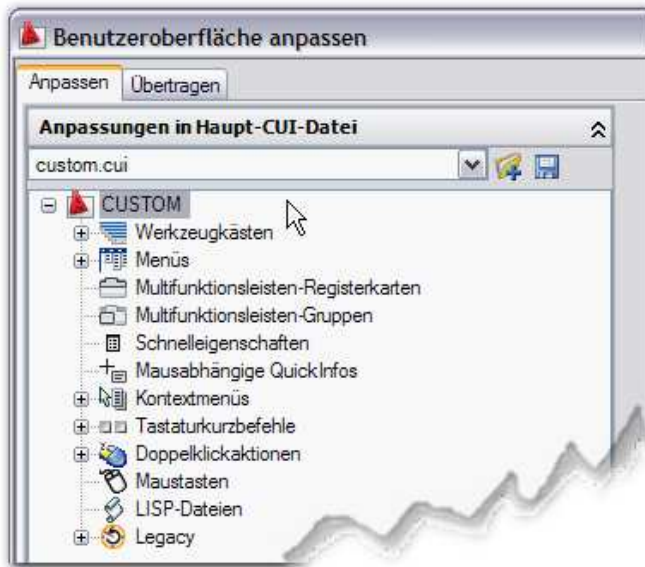 Benutzeroberfläche anpassen
Anpassen Übertragen
Anpassungen in Haupt-CUI-Datei
custom.cui
CUSTOM
Werkzeugkästen
Menüs
Multifunktionsleisten-Registerkarten
Multifunktionsleisten-Gruppen
Schnelleigenschaften
Mausabhängige QuickInfos
Kontextmenüs
Tastaturkurzbefehle
Doppelklickaktionen
Maustasten
LISP-Dateien
Legacy